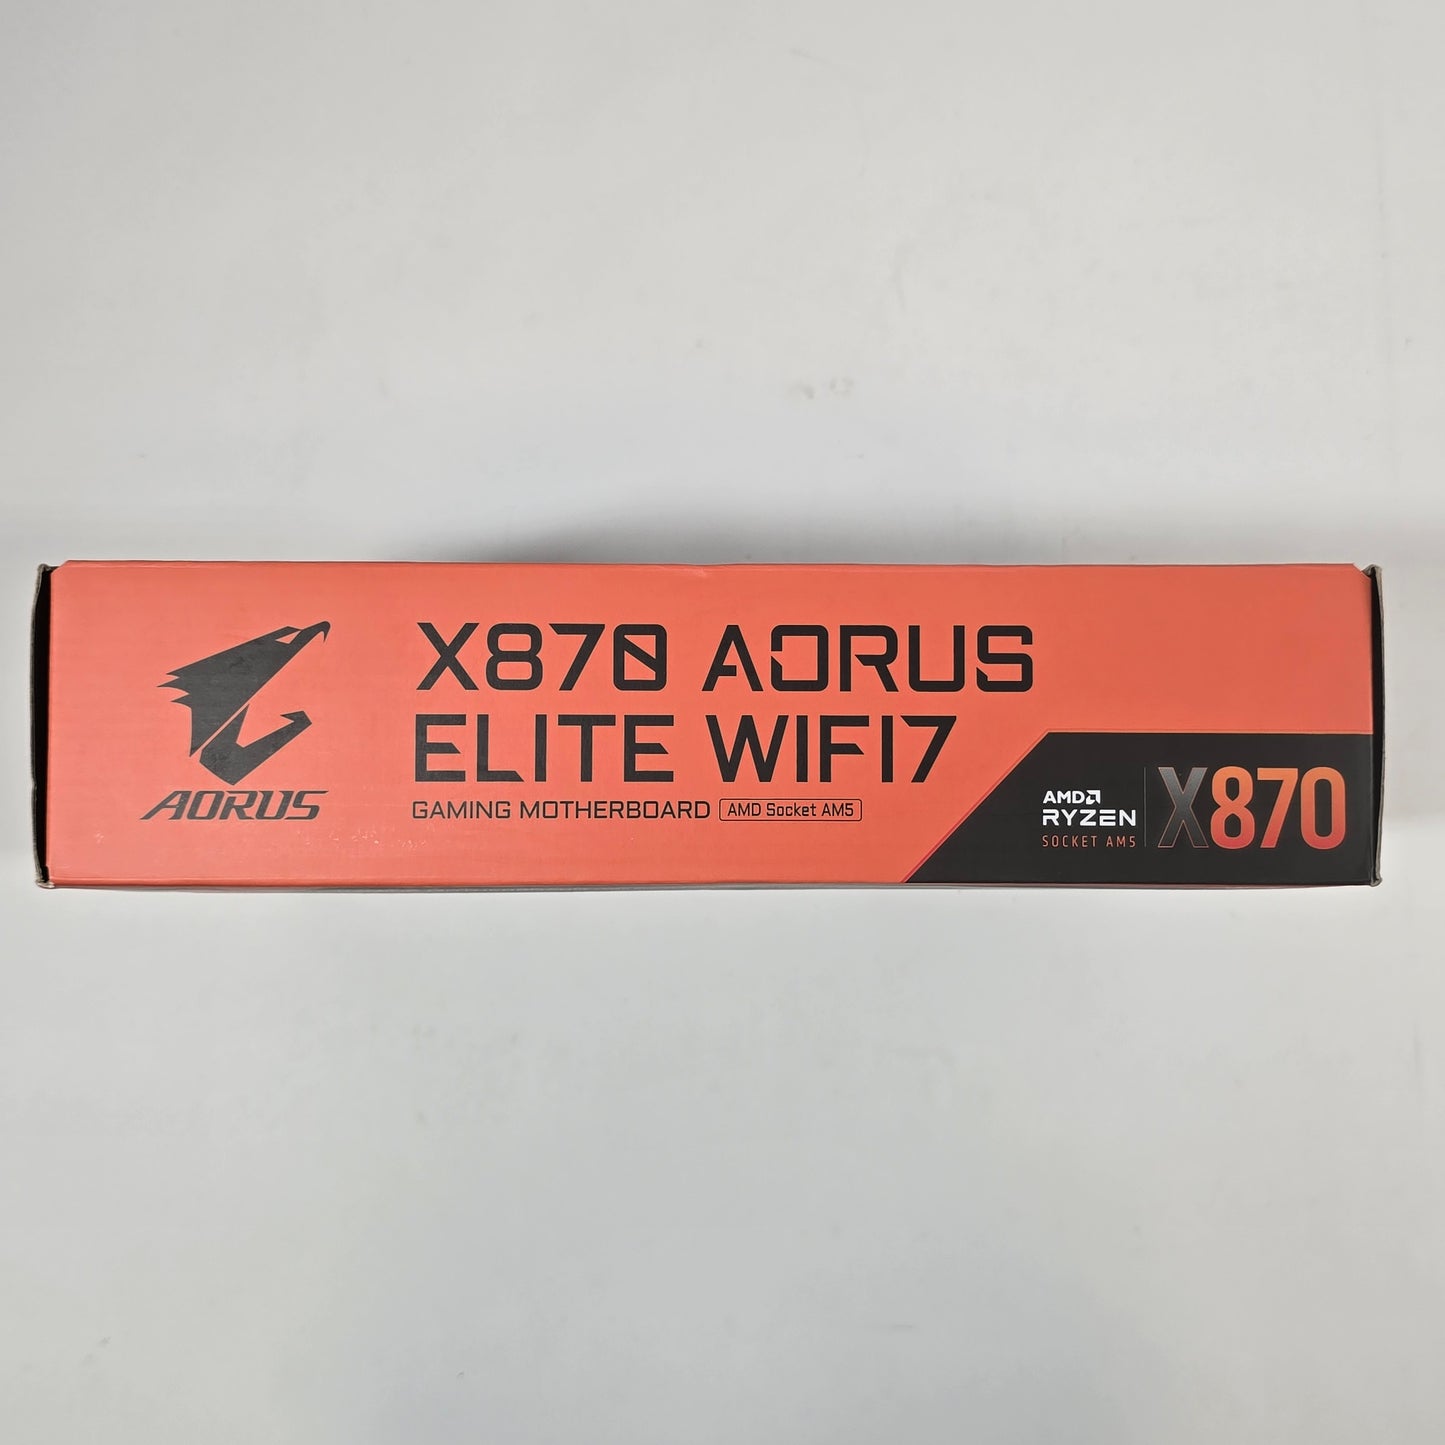 X870 AORUS
ELITE WIFI7
GAMING MOTHERBOARD AMD Socket AM5
AORUS
AMD
RYZEN
SOCKET AM5
X870